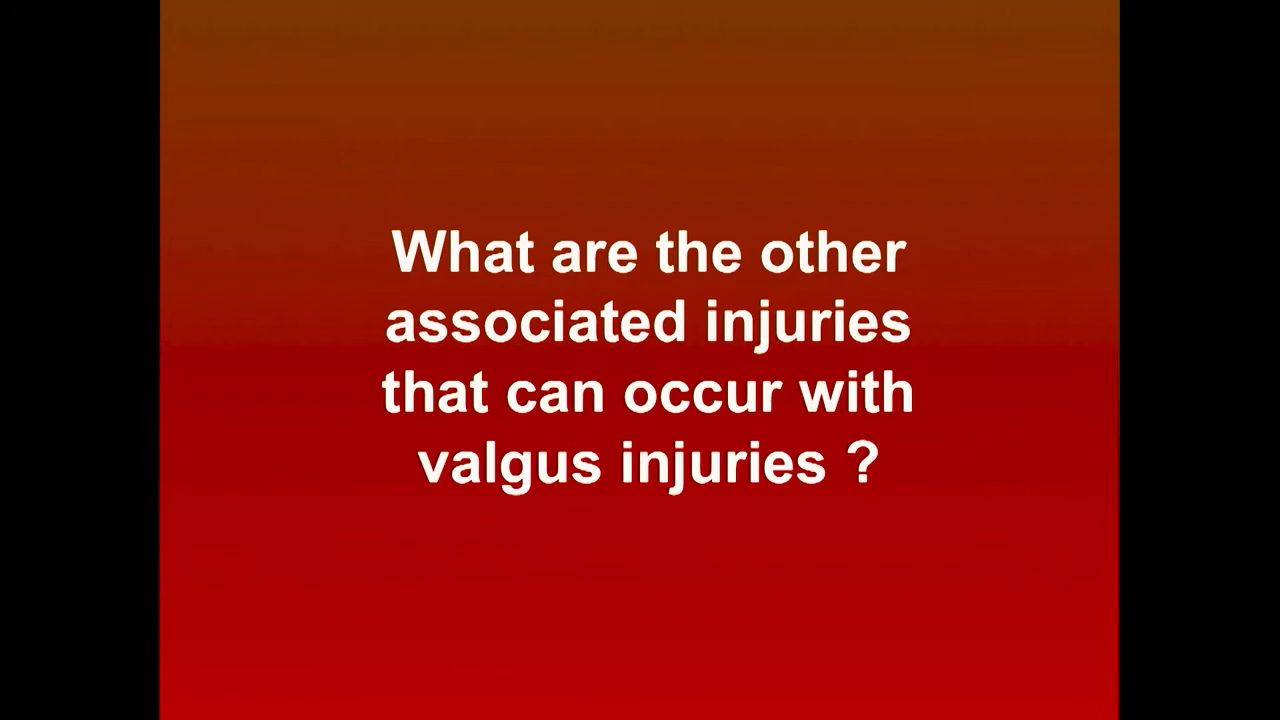 What are the other
associated injuries
that can occur with
valgus injuries ?